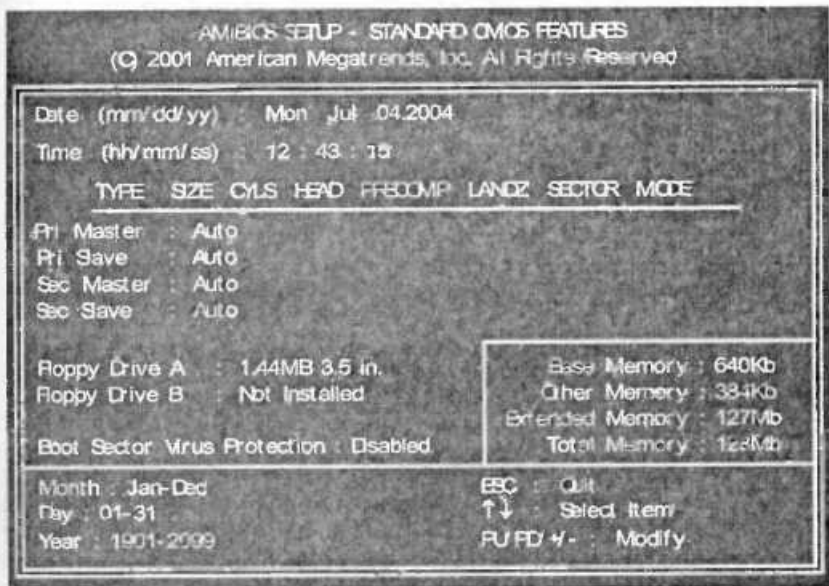 AMIBIOS SETUP - STANDARD CMOS FEATURES
(C) 2001 American Megatrends, Inc. All Rights Reserved
Date (mm/dd/yy) : Mon Jul 04.2004
Time (hh/mm/ss) : 12 : 43 : 15
TYPE SIZE CYLS HEAD PRECOMP LANDZ SECTOR MODE
Pri Master : Auto
Pri Slave : Auto
Sec Master : Auto
Sec Slave : Auto
Floppy Drive A : 1.44MB 3.5 in.
Floppy Drive B : Not Installed
Boot Sector Virus Protection : Disabled
Base Memory : 640Kb
Other Memory : 384Kb
Extended Memory : 127Mb
Total Memory : 128Mb
Month : Jan-Dec
Day : 01-31
Year : 1901-2099
ESC : Quit
↑↓ : Select Item
PU/PD/+/- : Modify